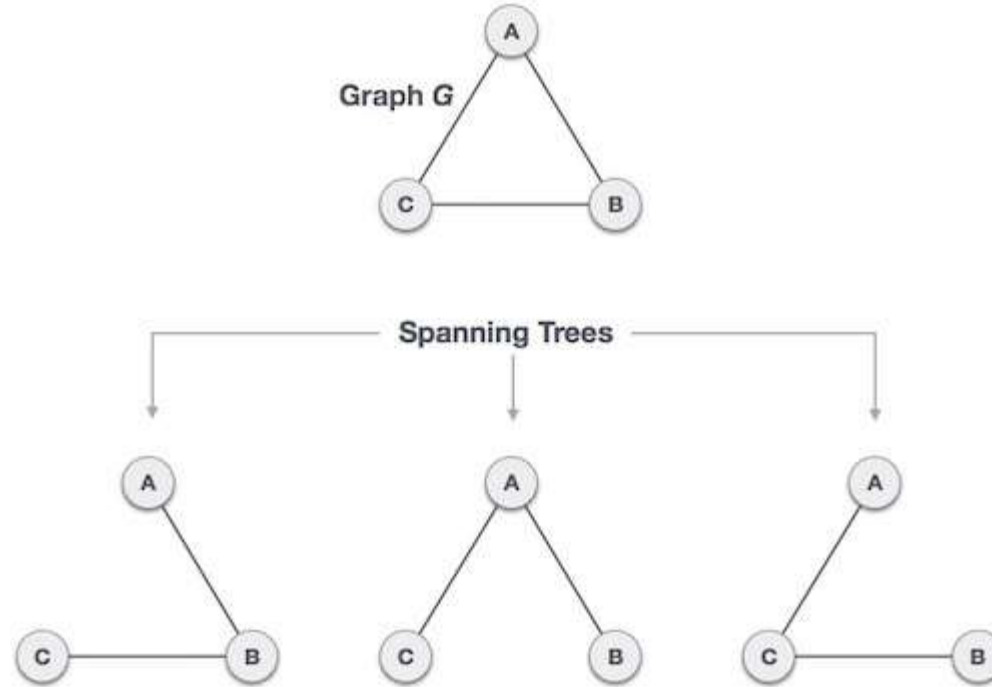 A
Graph G
C B
Spanning Trees
A A A
C B C B C B